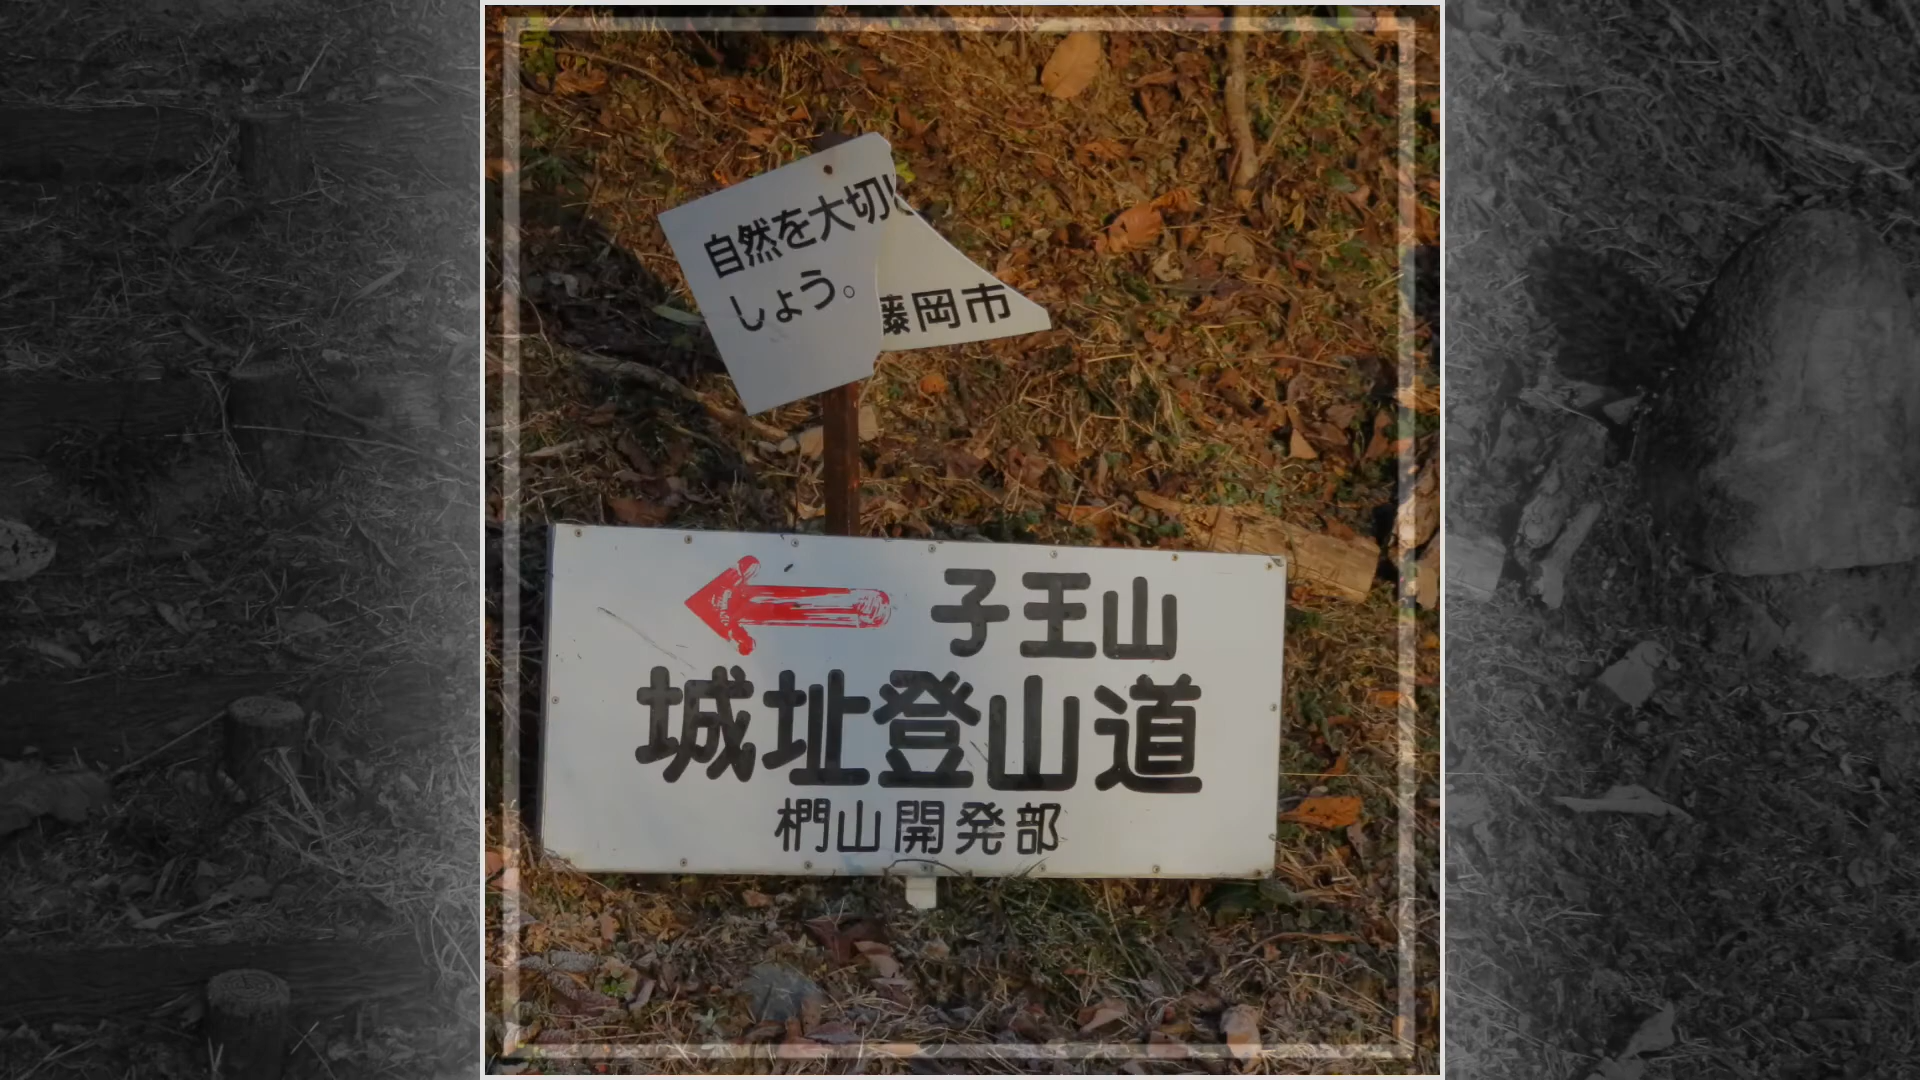 自然を大切に
しょう。
藤岡市
子王山
城址登山道
椚山開発部